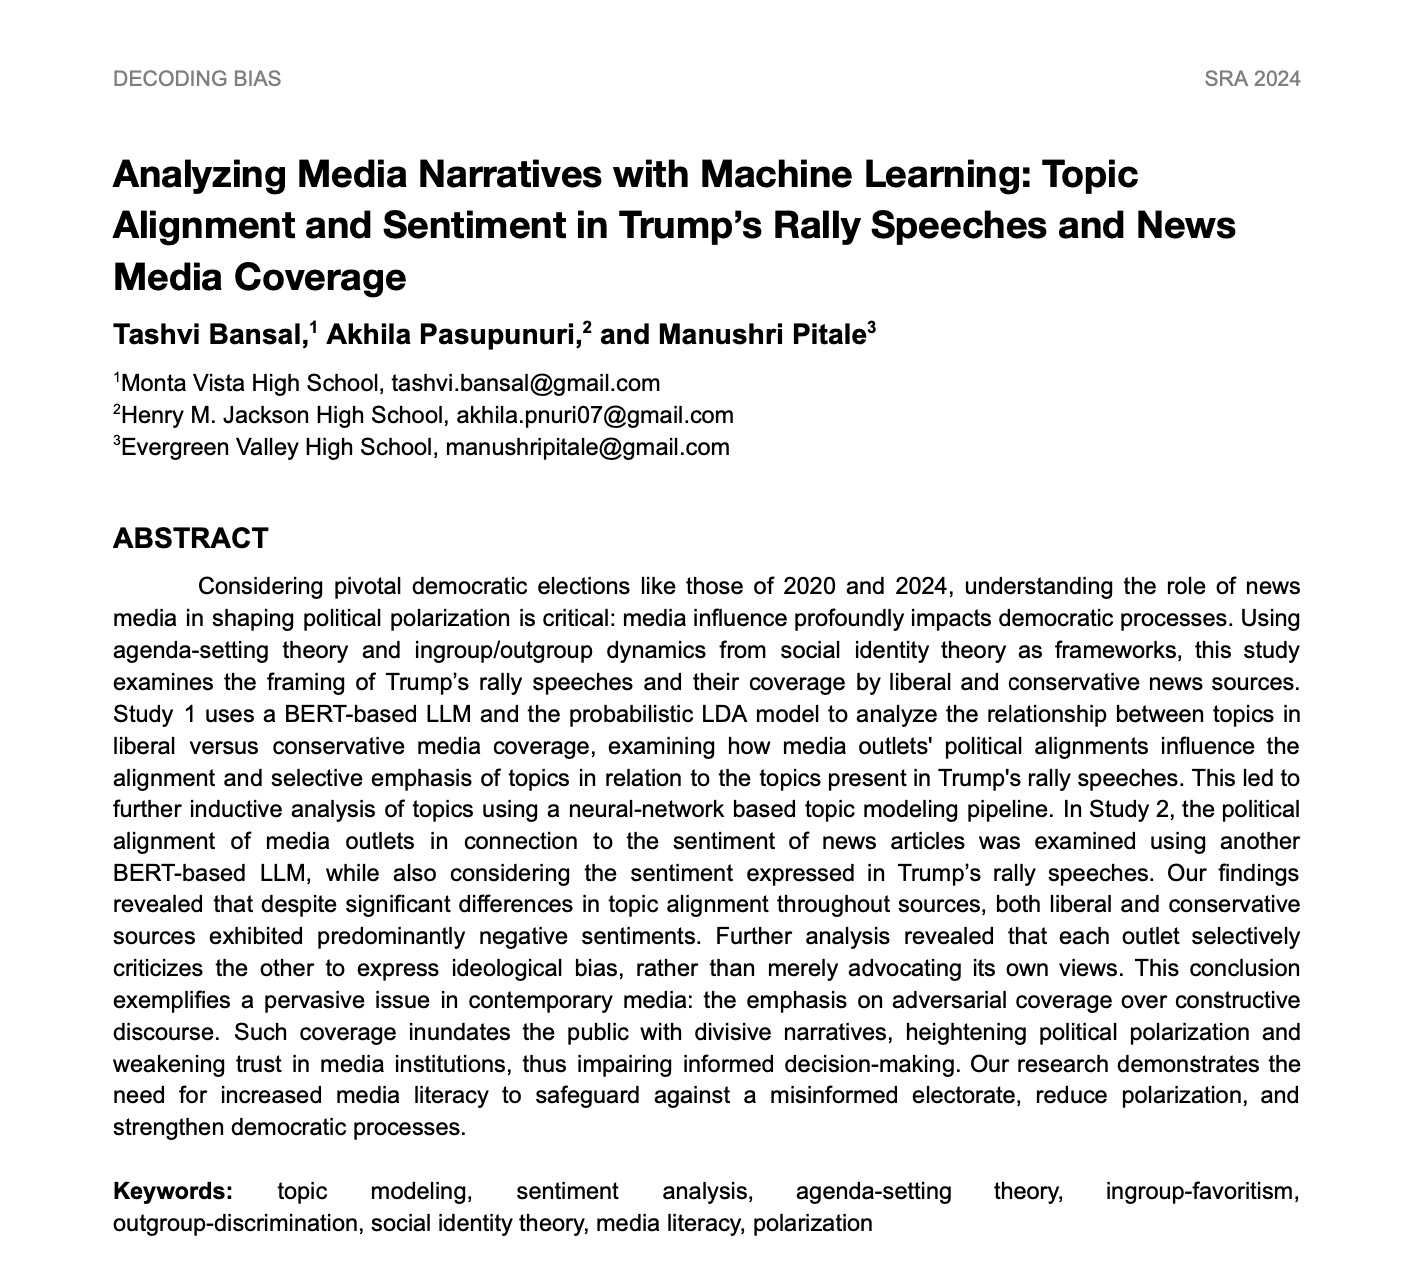 DECODING BIAS
SRA 2024
Analyzing Media Narratives with Machine Learning: Topic
Alignment and Sentiment in Trump’s Rally Speeches and News
Media Coverage
Tashvi Bansal,1 Akhila Pasupunuri,2 and Manushri Pitale3
1Monta Vista High School, tashvi.bansal@gmail.com
2Henry M. Jackson High School, akhila.pnuri07@gmail.com
3Evergreen Valley High School, manushripitale@gmail.com
ABSTRACT
Considering pivotal democratic elections like those of 2020 and 2024, understanding the role of news
media in shaping political polarization is critical: media influence profoundly impacts democratic processes. Using
agenda-setting theory and ingroup/outgroup dynamics from social identity theory as frameworks, this study
examines the framing of Trump’s rally speeches and their coverage by liberal and conservative news sources.
Study 1 uses a BERT-based LLM and the probabilistic LDA model to analyze the relationship between topics in
liberal versus conservative media coverage, examining how media outlets' political alignments influence the
alignment and selective emphasis of topics in relation to the topics present in Trump's rally speeches. This led to
further inductive analysis of topics using a neural-network based topic modeling pipeline. In Study 2, the political
alignment of media outlets in connection to the sentiment of news articles was examined using another
BERT-based LLM, while also considering the sentiment expressed in Trump’s rally speeches. Our findings
revealed that despite significant differences in topic alignment throughout sources, both liberal and conservative
sources exhibited predominantly negative sentiments. Further analysis revealed that each outlet selectively
criticizes the other to express ideological bias, rather than merely advocating its own views. This conclusion
exemplifies a pervasive issue in contemporary media: the emphasis on adversarial coverage over constructive
discourse. Such coverage inundates the public with divisive narratives, heightening political polarization and
weakening trust in media institutions, thus impairing informed decision-making. Our research demonstrates the
need for increased media literacy to safeguard against a misinformed electorate, reduce polarization, and
strengthen democratic processes.
Keywords: topic modeling, sentiment analysis, agenda-setting theory, ingroup-favoritism,
outgroup-discrimination, social identity theory, media literacy, polarization